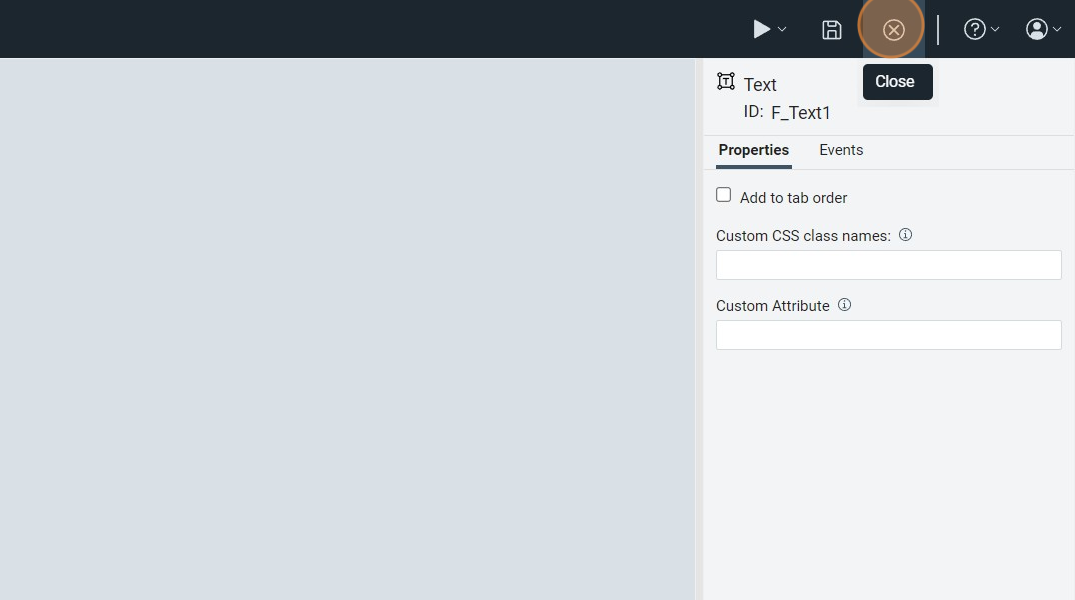 Close
Text
ID: F_Text1
Properties Events
Add to tab order
Custom CSS class names:
Custom Attribute